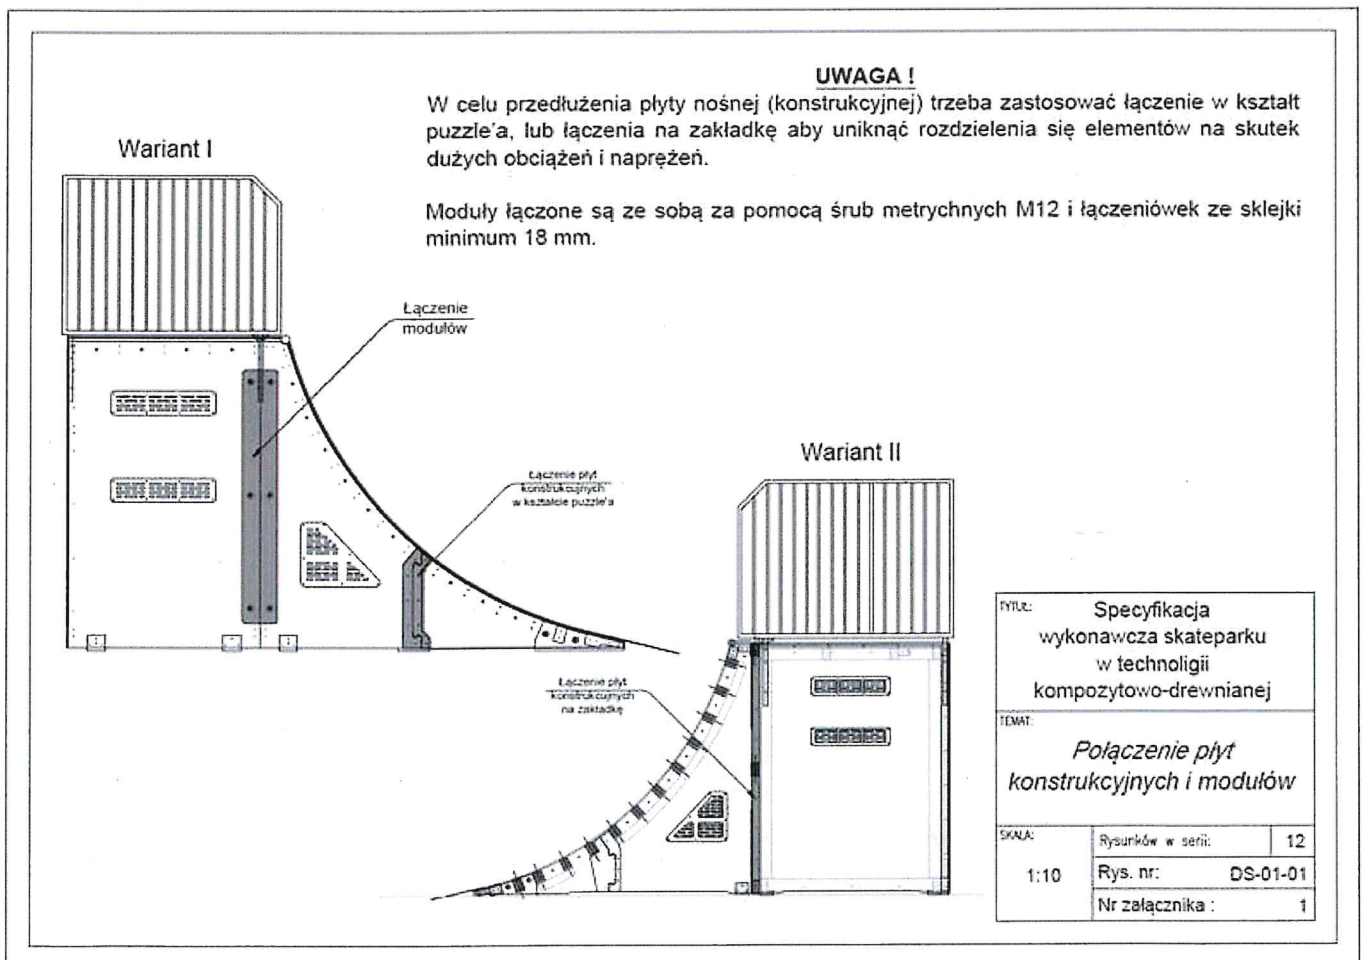 UWAGA !
W celu przedłużenia płyty nośnej (konstrukcyjnej) trzeba zastosować łączenie w kształt
puzzle'a, lub łączenia na zakładkę aby uniknąć rozdzielenia się elementów na skutek
dużych obciążeń i naprężeń.
Moduły łączone są ze sobą za pomocą śrub metrychnych M12 i łączeniówek ze sklejki
minimum 18 mm.
Wariant I
Łączenie
modułów
Łączenie płyt
konstrukcujnych
w kształcie puzzle'a
Wariant II
Łączenie płyt
konstrukcujnych
na zakładkę
TYTUŁ:
Specyfikacja
wykonawcza skateparku
w technoligii
kompozytowo-drewnianej
TEMAT:
Połączenie płyt
konstrukcyjnych i modułów
SKALA:
1:10
Rysunków w serii: 12
Rys. nr: DS-01-01
Nr załącznika : 1